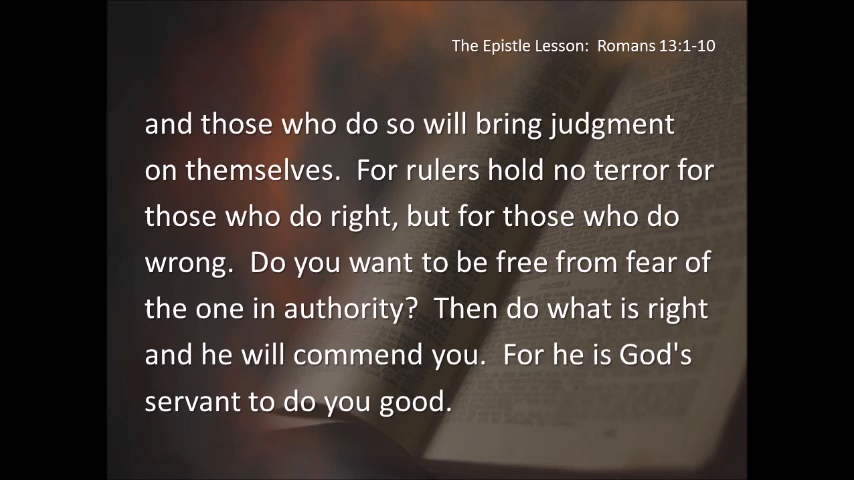 The Epistle Lesson:  Romans 13:1-10
and those who do so will bring judgment
on themselves.  For rulers hold no terror for
those who do right, but for those who do
wrong.  Do you want to be free from fear of
the one in authority?  Then do what is right
and he will commend you.  For he is God's
servant to do you good.